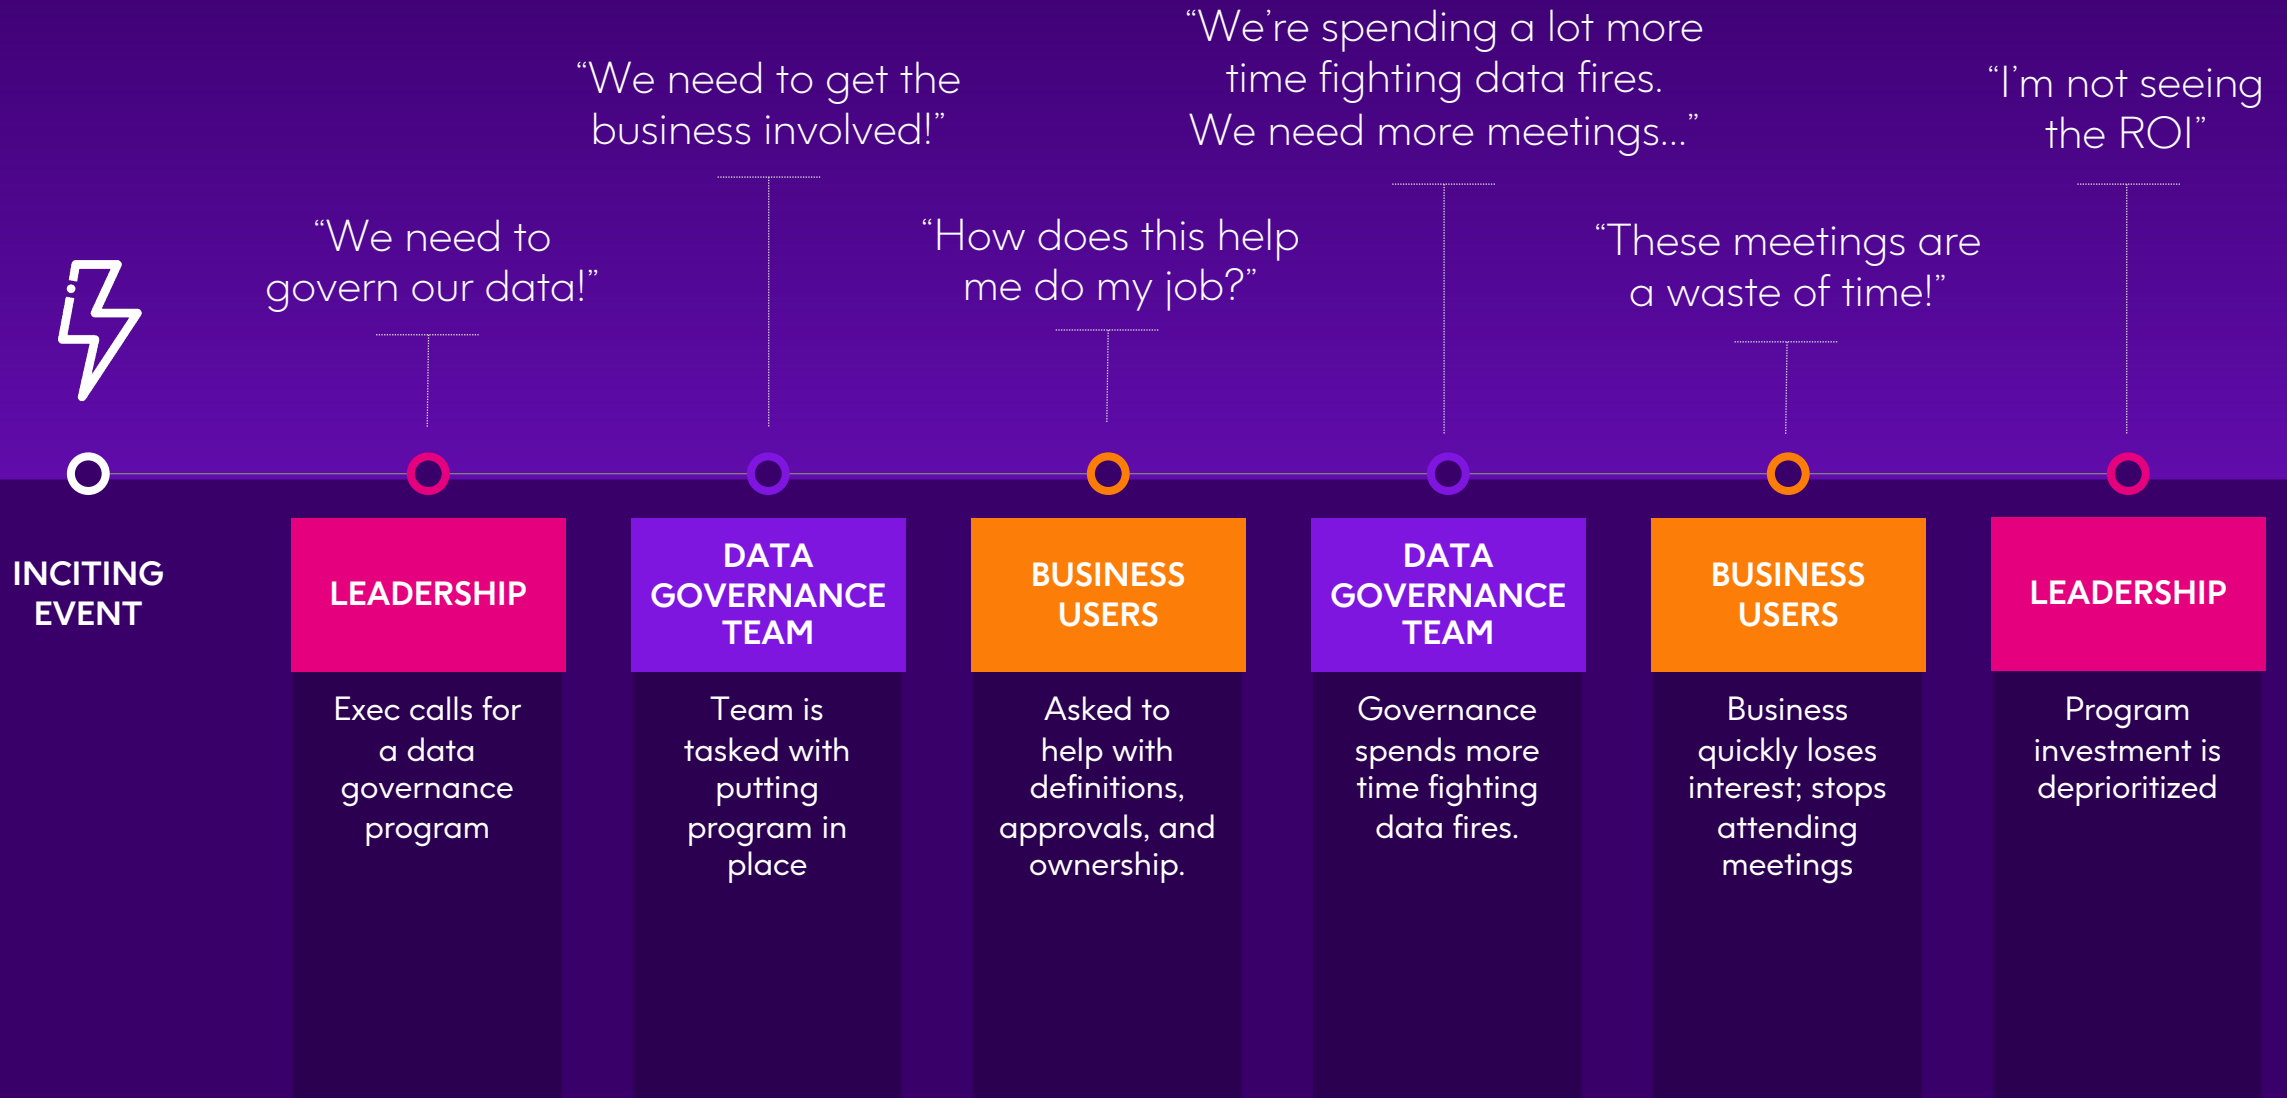 “We need to
govern our data!”
“We need to get the
business involved!”
“How does this help
me do my job?”
“We’re spending a lot more
time fighting data fires.
We need more meetings...”
“These meetings are
a waste of time!”
“I’m not seeing
the ROI”
INCITING
EVENT
LEADERSHIP
Exec calls for
a data
governance
program
DATA
GOVERNANCE
TEAM
Team is
tasked with
putting
program in
place
BUSINESS
USERS
Asked to
help with
definitions,
approvals, and
ownership.
DATA
GOVERNANCE
TEAM
Governance
spends more
time fighting
data fires.
BUSINESS
USERS
Business
quickly loses
interest; stops
attending
meetings
LEADERSHIP
Program
investment is
deprioritized